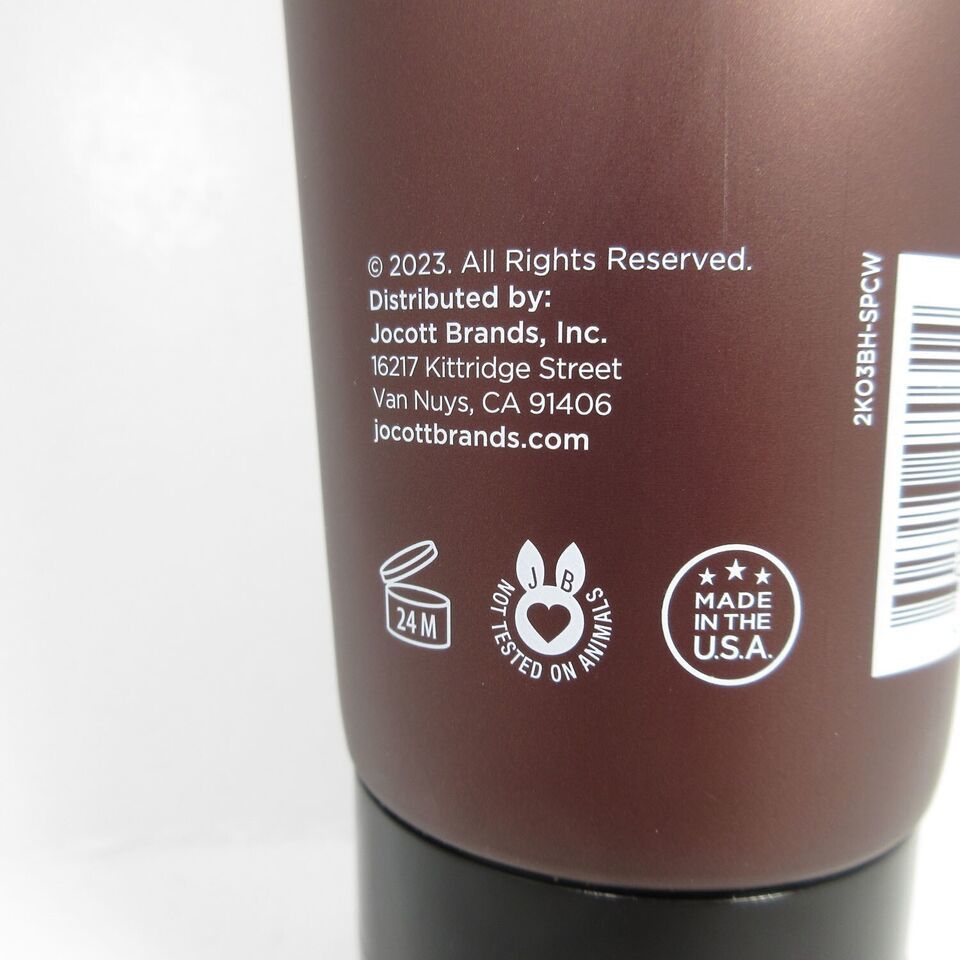 © 2023. All Rights Reserved.
Distributed by:
Jocott Brands, Inc.
16217 Kittridge Street
Van Nuys, CA 91406
jocottbrands.com
2KO3BH-SPCW
24 M
J B
NOT TESTED ON ANIMALS
MADE
IN THE
U.S.A.